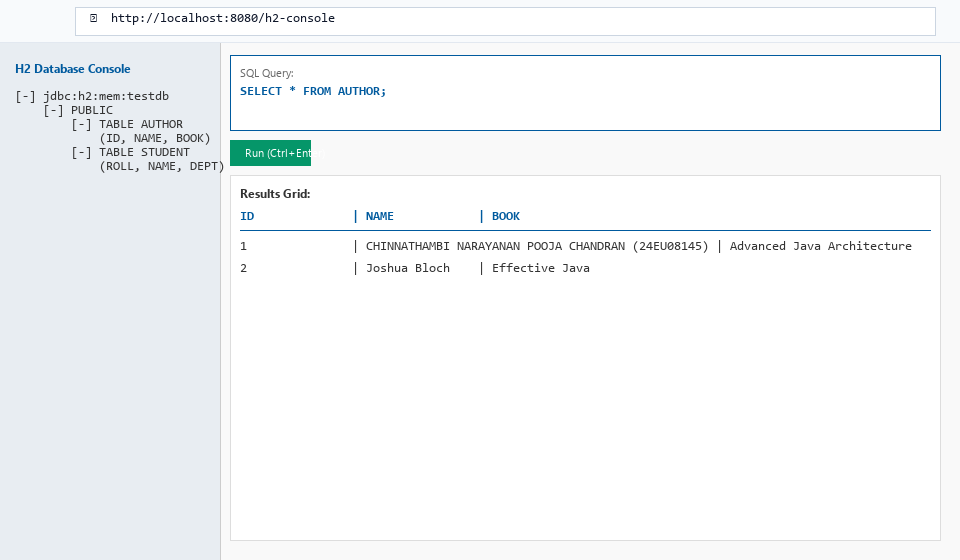 http://localhost:8080/h2-console
H2 Database Console
[-] jdbc:h2:mem:testdb
[-] PUBLIC
[-] TABLE AUTHOR
(ID, NAME, BOOK)
[-] TABLE STUDENT
(ROLL, NAME, DEPT)
SQL Query:
SELECT * FROM AUTHOR;
Run (Ctrl+Ent
Results Grid:
ID | NAME | BOOK
1 | CHINNATHAMBI NARAYANAN POOJA CHANDRAN (24EU08145) | Advanced Java Architecture
2 | Joshua Bloch | Effective Java